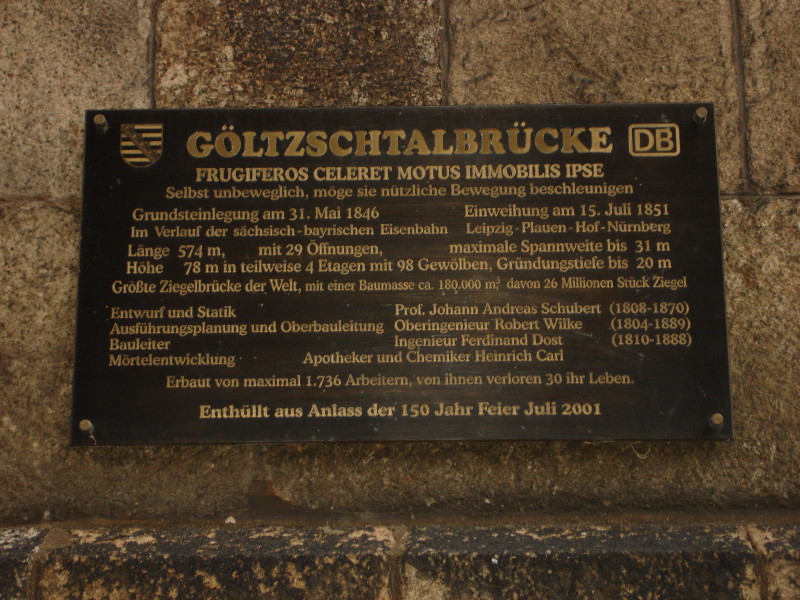 GÖLTZSCHTALBRÜCKE DB
FRUGIFEROS CELERET MOTUS IMMOBILIS IPSE
Selbst unbeweglich, möge sie nützliche Bewegung beschleunigen
Grundsteinlegung am 31. Mai 1846 Einweihung am 15. Juli 1851
Im Verlauf der sächsisch-bayrischen Eisenbahn Leipzig-Plauen-Hof-Nürnberg
Länge 574 m, mit 29 Öffnungen, maximale Spannweite bis 31 m
Höhe 78 m in teilweise 4 Etagen mit 98 Gewölben, Gründungstiefe bis 20 m
Größte Ziegelbrücke der Welt, mit einer Baumasse ca. 180.000 m³ davon 26 Millionen Stück Ziegel
Entwurf und Statik Prof. Johann Andreas Schubert (1808-1870)
Ausführungsplanung und Oberbauleitung Oberingenieur Robert Wilke (1804-1889)
Bauleiter Ingenieur Ferdinand Dost (1810-1888)
Mörtelentwicklung Apotheker und Chemiker Heinrich Carl
Erbaut von maximal 1.736 Arbeitern, von ihnen verloren 30 ihr Leben.
Enthüllt aus Anlass der 150 Jahr Feier Juli 2001